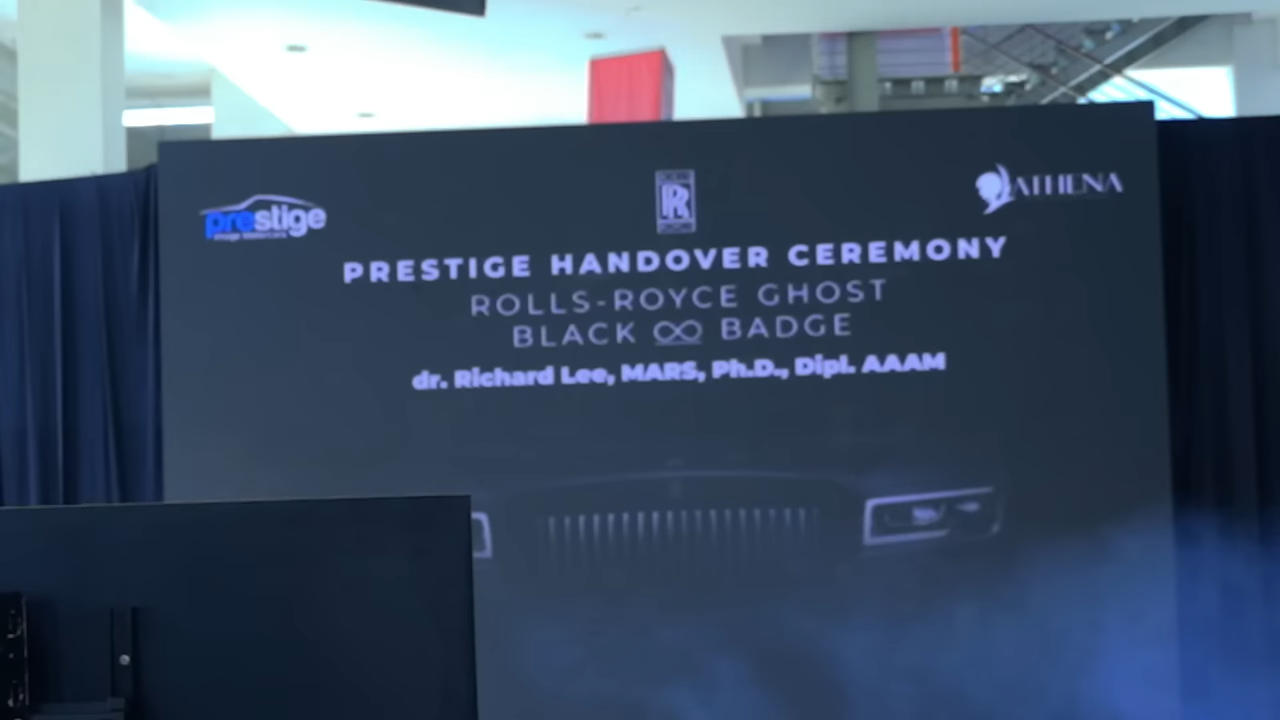 prestige
ATHENA
PRESTIGE HANDOVER CEREMONY
ROLLS-ROYCE GHOST
BLACK BADGE
dr. Richard Lee, MARS, Ph.D., Dipl. AAAM